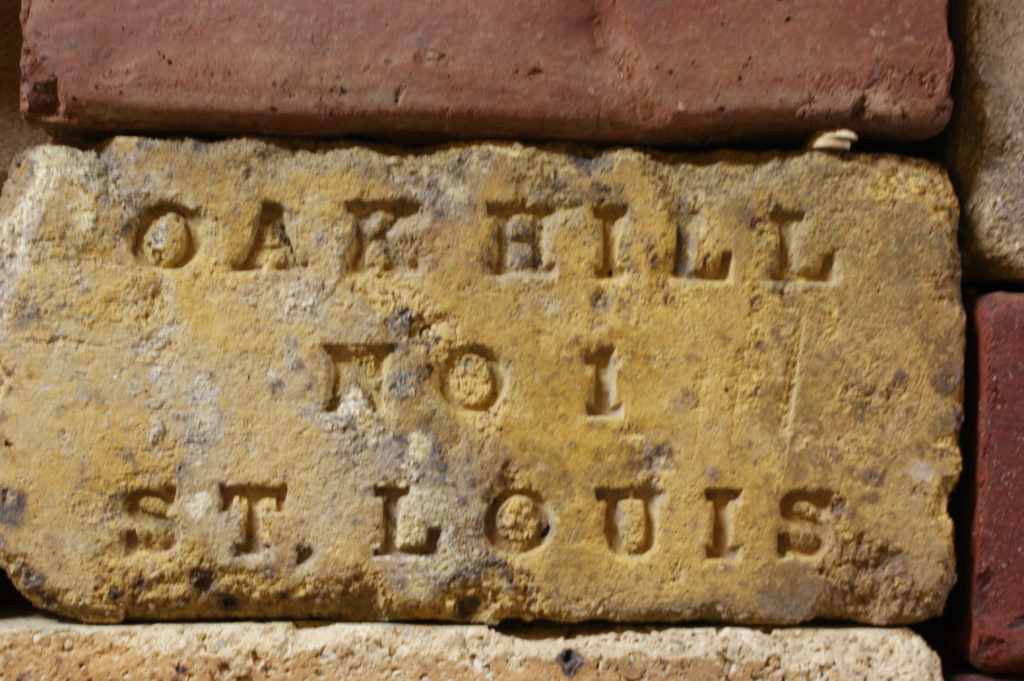 OAK HILL
NO 1
ST. LOUIS